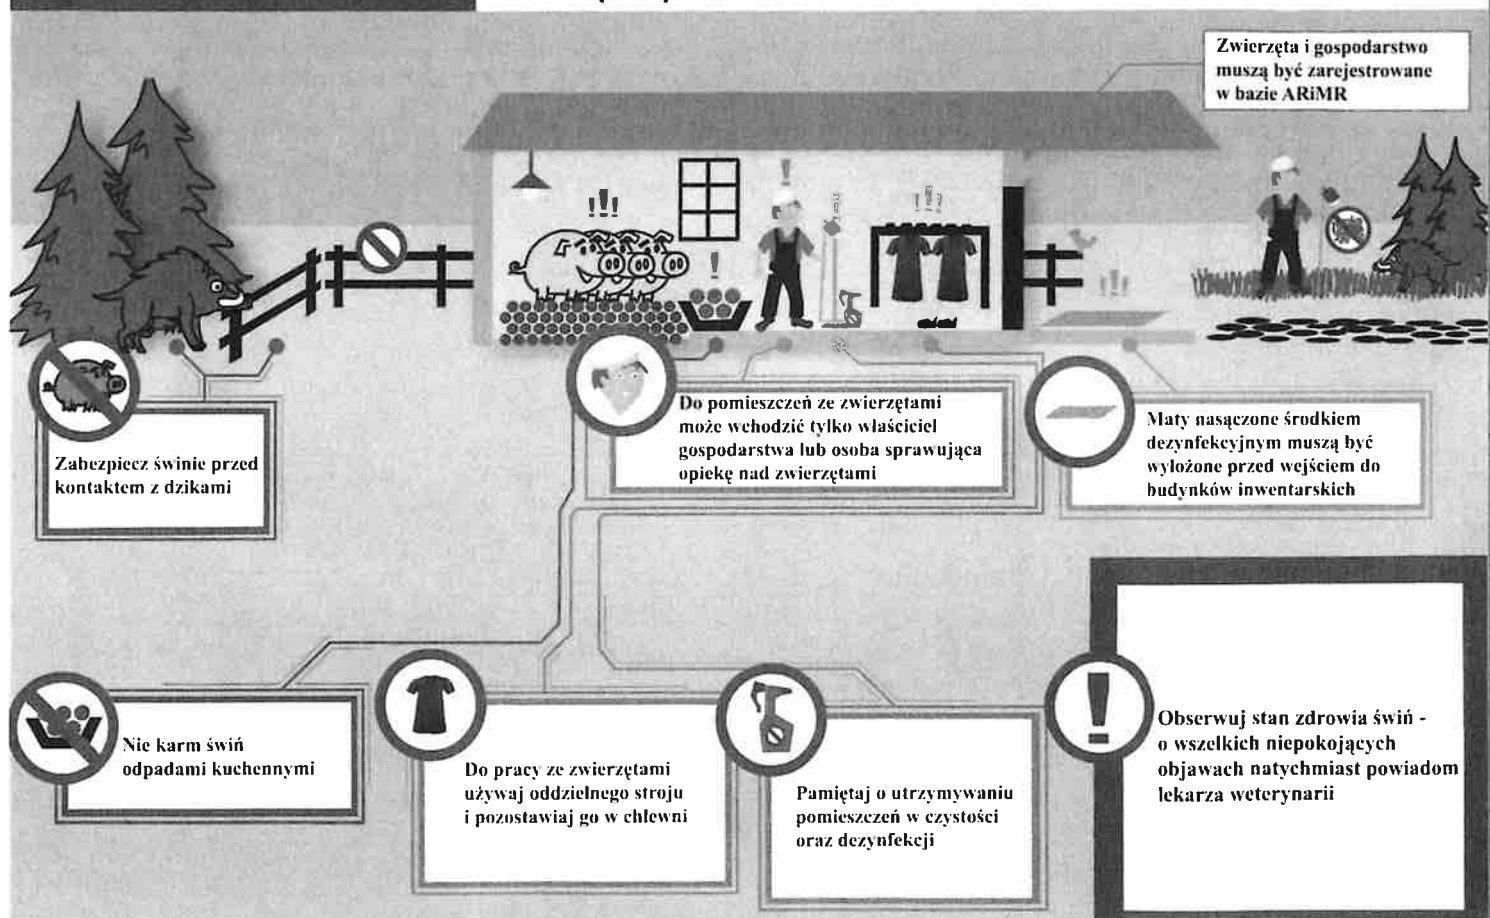 Zwierzęta i gospodarstwo
muszą być zarejestrowane
w bazie ARiMR
Zabezpiecz świnie przed
kontaktem z dzikami
Do pomieszczeń ze zwierzętami
może wchodzić tylko właściciel
gospodarstwa lub osoba sprawująca
opiekę nad zwierzętami
Maty nasączone środkiem
dezynfekcyjnym muszą być
wyłożone przed wejściem do
budynków inwentarskich
Nie karm świń
odpadami kuchennymi
Do pracy ze zwierzętami
używaj oddzielnego stroju
i pozostawiaj go w chlewni
Pamiętaj o utrzymywaniu
pomieszczeń w czystości
oraz dezynfekcji
Obserwuj stan zdrowia świń -
o wszelkich niepokojących
objawach natychmiast powiadom
lekarza weterynarii